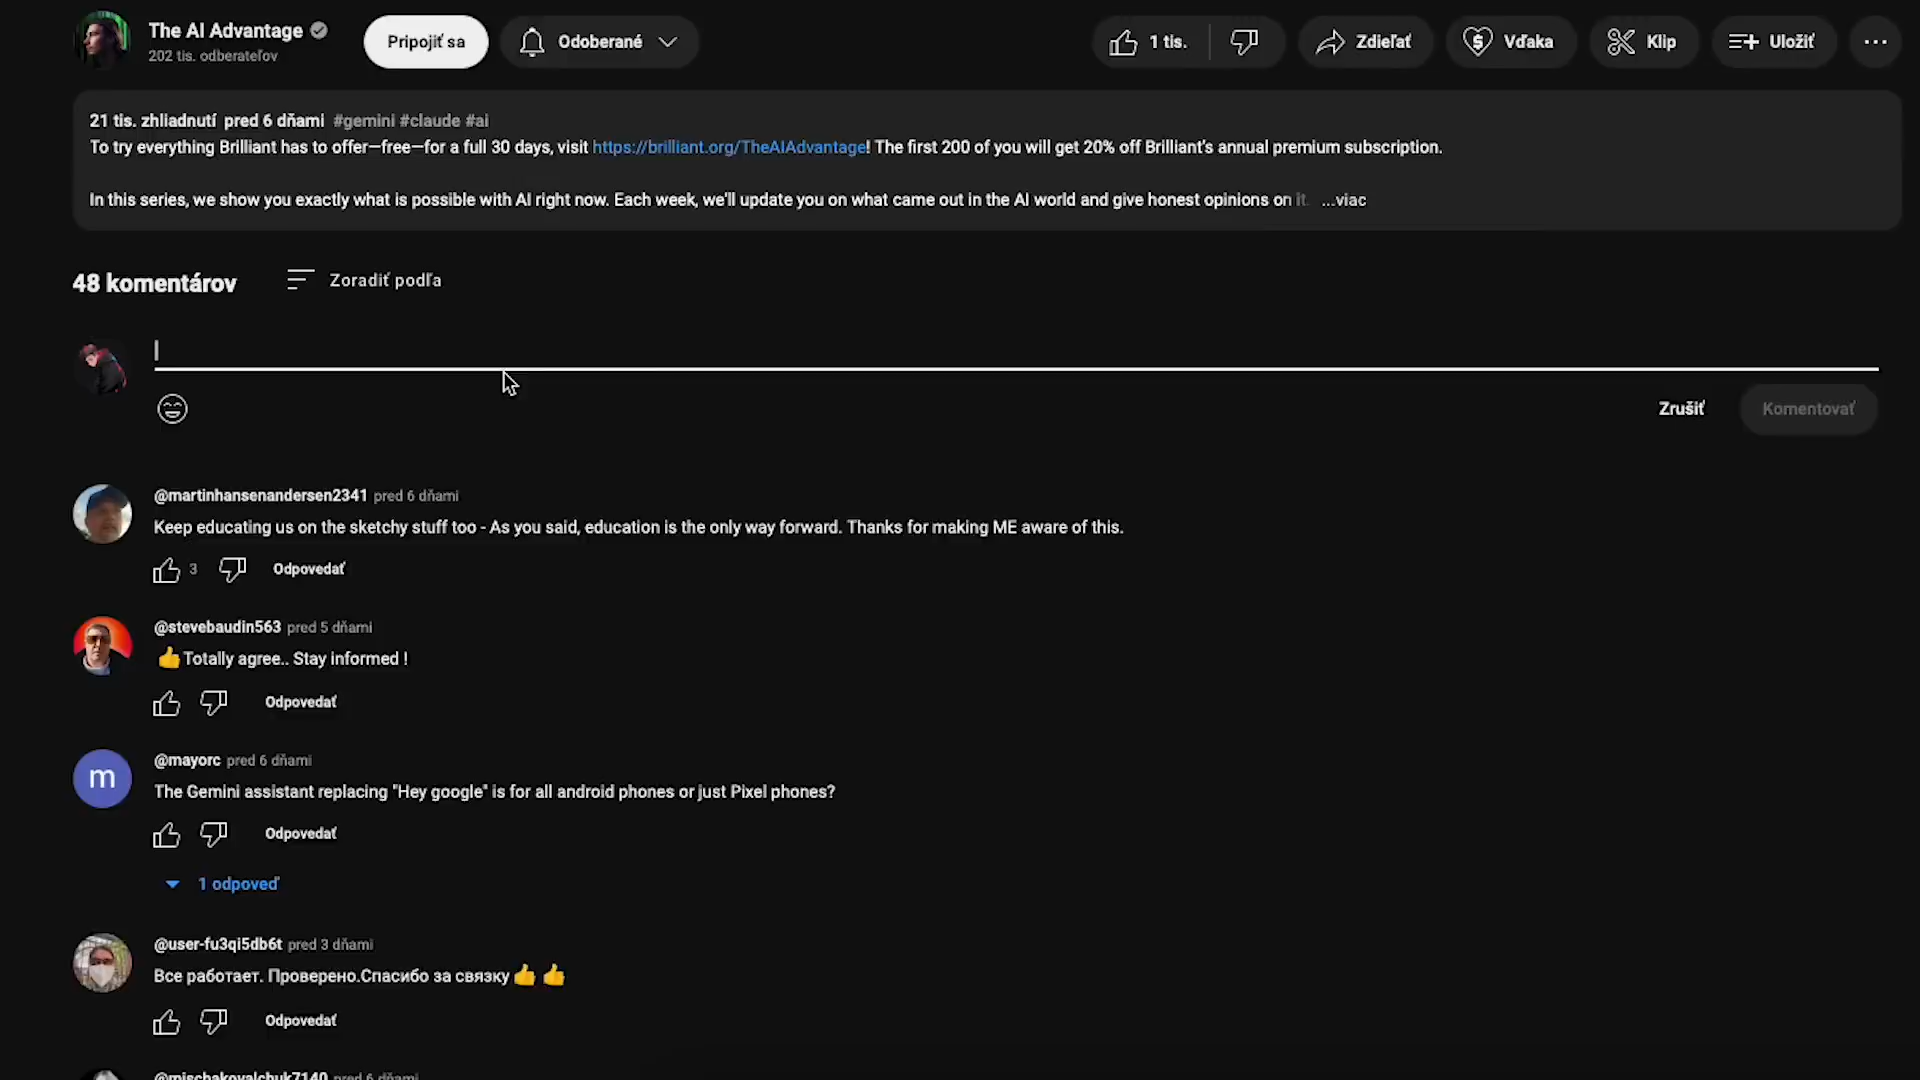 The AI Advantage
202 tis. odberateľov
Pripojiť sa
Odoberané
1 tis.
Zdieľať
Vďaka
Klip
Uložiť
21 tis. zhliadnutí pred 6 dňami #gemini #claude #ai
To try everything Brilliant has to offer—free—for a full 30 days, visit https://brilliant.org/TheAIAdvantage! The first 200 of you will get 20% off Brilliant's annual premium subscription.
In this series, we show you exactly what is possible with AI right now. Each week, we'll update you on what came out in the AI world and give honest opinions on it. ...viac
48 komentárov
Zoradiť podľa
Zrušiť
Komentovať
@martinhansenandersen2341 pred 6 dňami
Keep educating us on the sketchy stuff too - As you said, education is the only way forward. Thanks for making ME aware of this.
3
Odpovedať
@stevebaudin563 pred 5 dňami
👍Totally agree.. Stay informed !
Odpovedať
m
@mayorc pred 6 dňami
The Gemini assistant replacing "Hey google" is for all android phones or just Pixel phones?
Odpovedať
1 odpoveď
@user-fu3qi5db6t pred 3 dňami
Все работает. Проверено.Спасибо за связку👍 👍
Odpovedať
@mischakovalchuk7140 pred 6 dňami